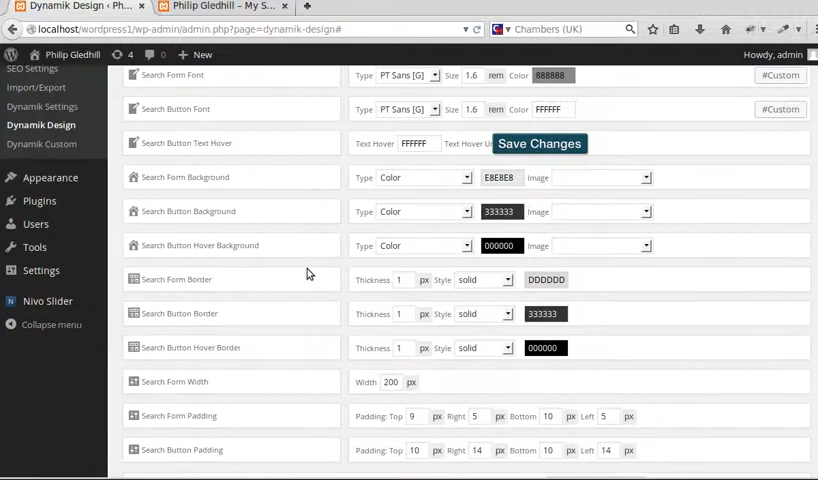 Dynamik Design ‹ Ph... × Philip Gledhill – My S... ×
localhost/wordpress1/wp-admin/admin.php?page=dynamik-design# Chambers (UK)
Philip Gledhill 4 0 New Howdy, admin
SEO Settings
Import/Export
Dynamik Settings
Dynamik Design
Dynamik Custom
Appearance
Plugins
Users
Tools
Settings
Nivo Slider
Collapse menu
Search Form Font Type PT Sans [G] Size 1.6 rem Color 888888 #Custom
Search Button Font Type PT Sans [G] Size 1.6 rem Color FFFFFF #Custom
Search Button Text Hover Text Hover FFFFFF Text Hover Save Changes
Search Form Background Type Color E8E8E8 Image
Search Button Background Type Color 333333 Image
Search Button Hover Background Type Color 000000 Image
Search Form Border Thickness 1 px Style solid DDDDDD
Search Button Border Thickness 1 px Style solid 333333
Search Button Hover Border Thickness 1 px Style solid 000000
Search Form Width Width 200 px
Search Form Padding Padding: Top 9 px Right 5 px Bottom 10 px Left 5 px
Search Button Padding Padding: Top 10 px Right 14 px Bottom 10 px Left 14 px